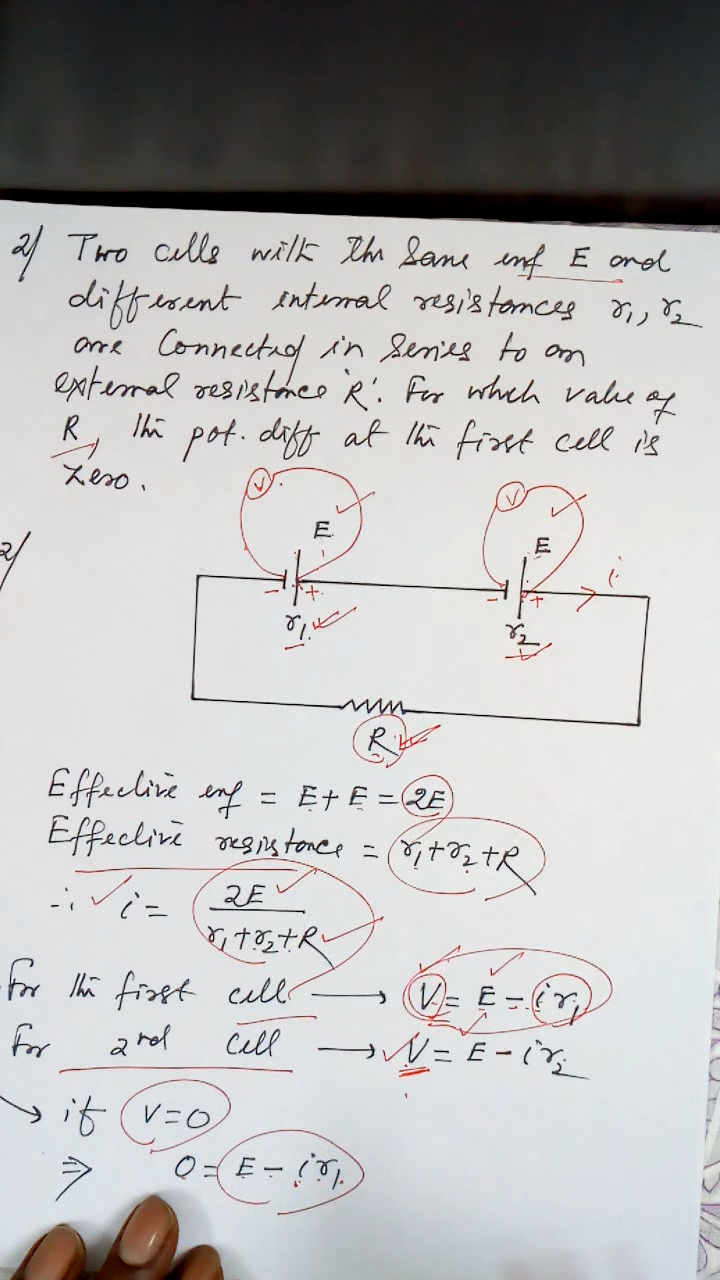 2/ Two cells with the same emf E and
different internal resistances r₁, r₂
are connected in series to an
external resistance 'R'. For which value of
R, the pot. diff at the first cell is
zero.
2/
V V
E E
i
- + - +
r₁ r₂
R
Effective emf = E + E = 2E
Effective resistance = r₁+r₂+R
∴ i = 2E / r₁+r₂+R
For the first cell → V = E - ir₁
For 2nd cell → V = E - ir₂
→ if V=0
⇒ 0 = E - ir₁